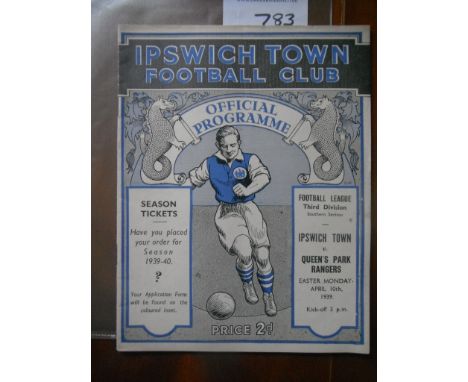 783
IPSWICH TOWN
FOOTBALL CLUB
OFFICIAL
PROGRAMME
SEASON
TICKETS
Have you placed
your order for
Season
1939-40.
?
Your Application Form
will be found on the
coloured inset.
FOOTBALL LEAGUE
Third Division
Southern Section
IPSWICH TOWN
v.
QUEEN'S PARK
RANGERS
EASTER MONDAY-
APRIL 10th,
1939.
Kick-off 3 p.m.
PRICE 2d